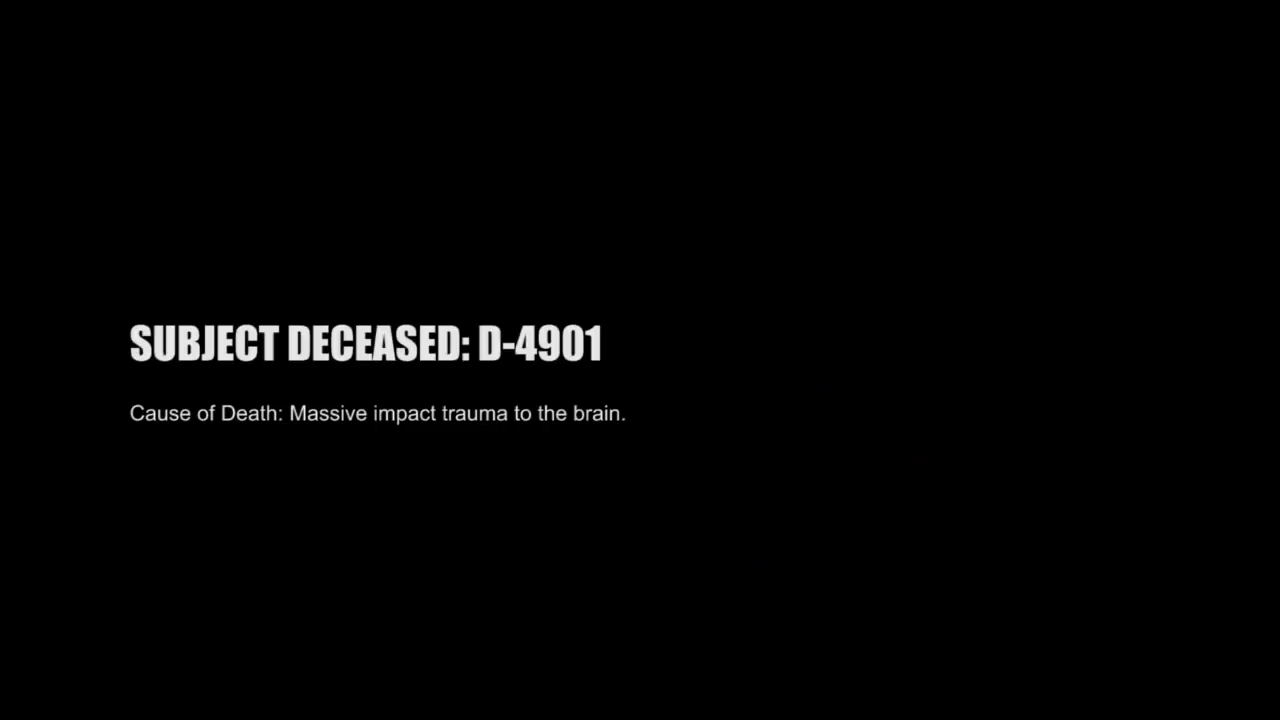 SUBJECT DECEASED: D-4901
Cause of Death: Massive impact trauma to the brain.